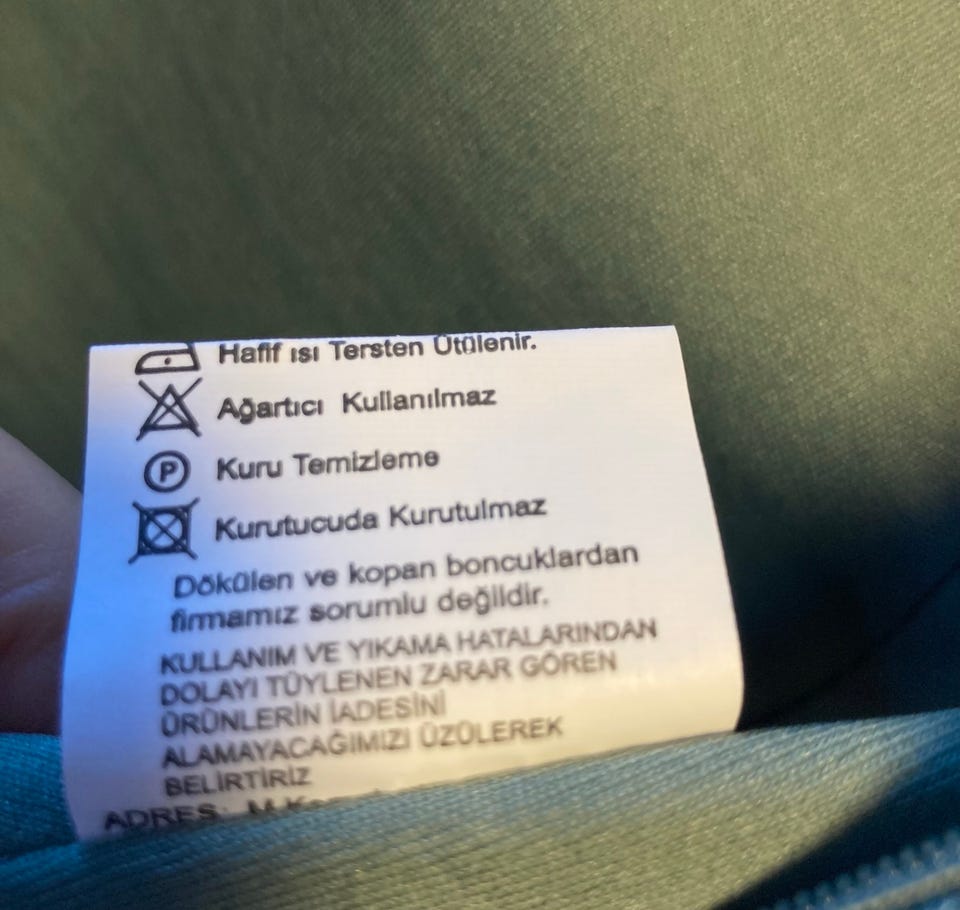 Hafif ısı Tersten Ütülenir.
Ağartıcı Kullanılmaz
P Kuru Temizleme
Kurutucuda Kurutulmaz
Dökülen ve kopan boncuklardan
firmamız sorumlu değildir.
KULLANIM VE YIKAMA HATALARINDAN
DOLAYI TÜYLENEN ZARAR GÖREN
ÜRÜNLERİN İADESİNİ
ALAMAYACAĞIMIZI ÜZÜLEREK
BELİRTİRİZ
ADRES: M.